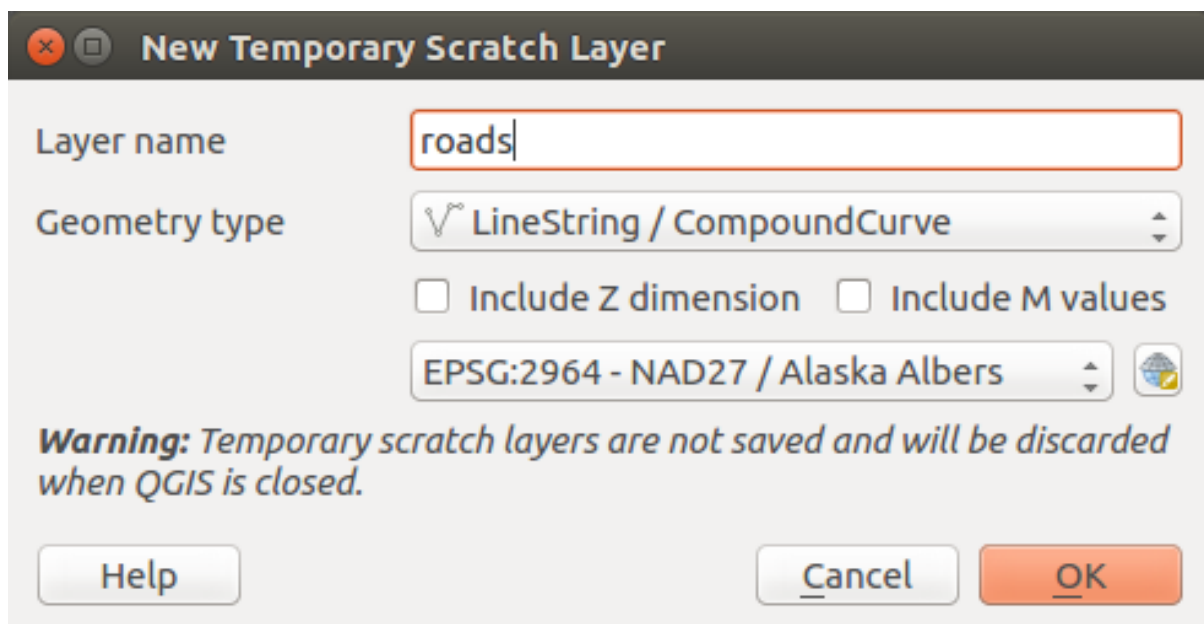 New Temporary Scratch Layer
Layer name
roads
Geometry type
LineString / CompoundCurve
Include Z dimension
Include M values
EPSG:2964 - NAD27 / Alaska Albers
Warning: Temporary scratch layers are not saved and will be discarded
when QGIS is closed.
Help
Cancel
OK